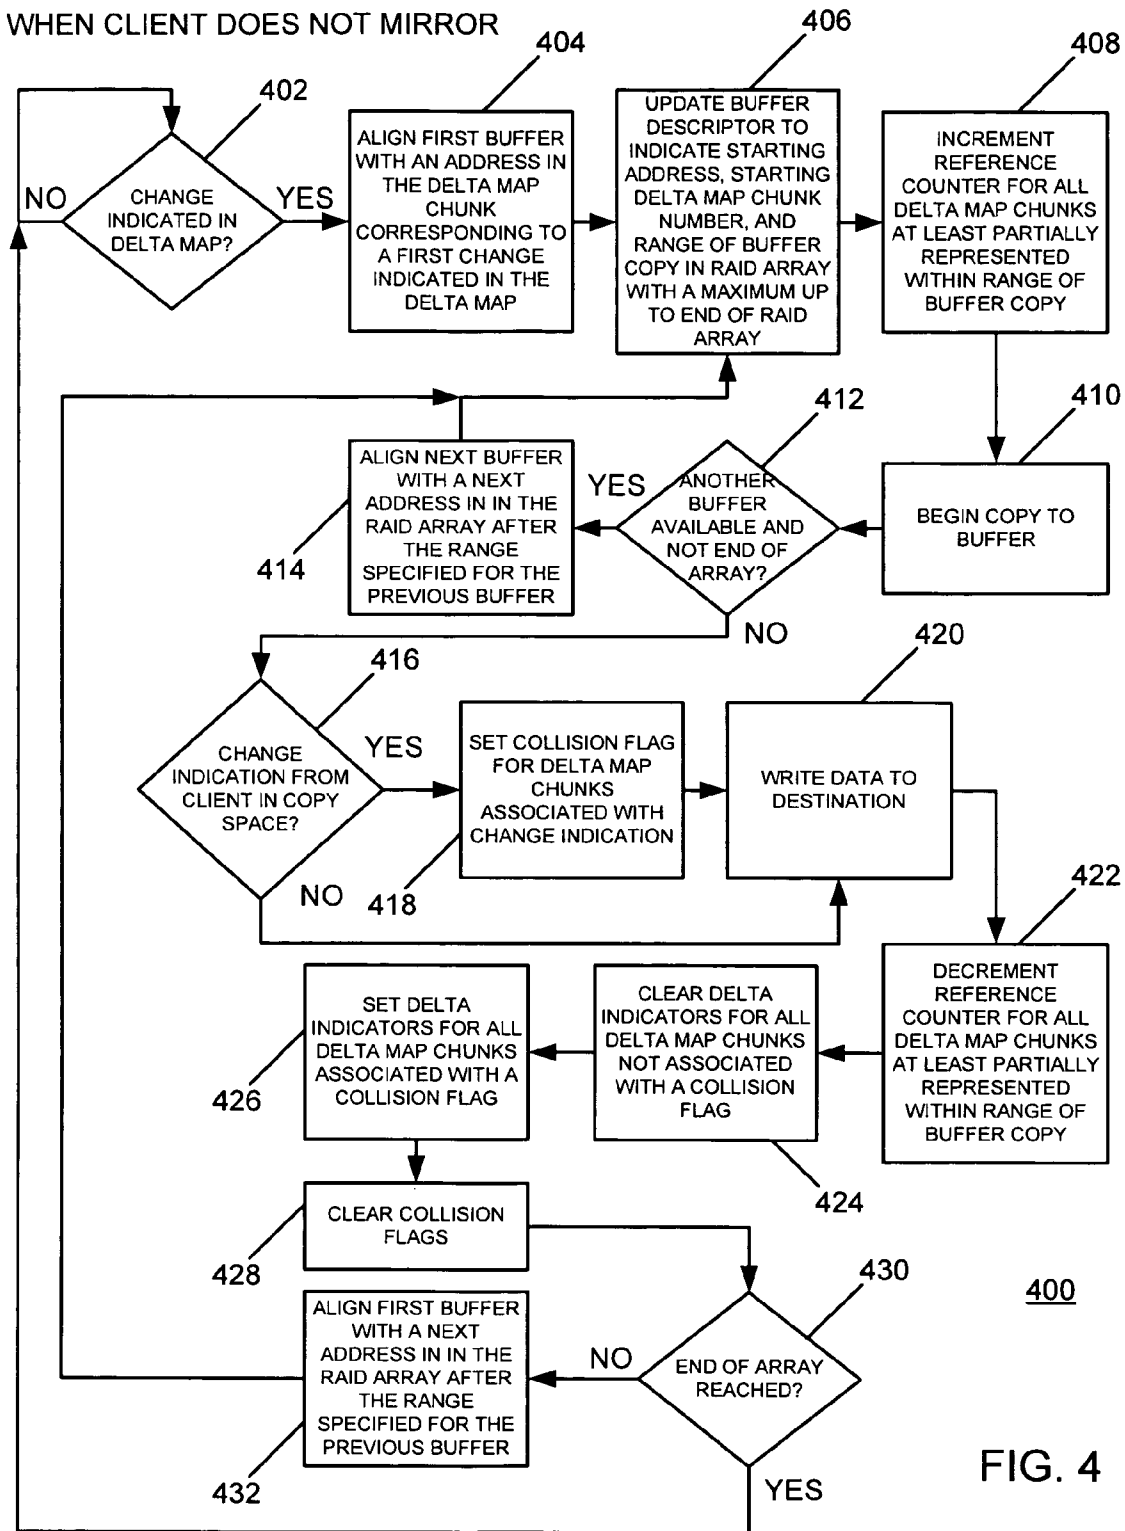 WHEN CLIENT DOES NOT MIRROR
402
CHANGE
INDICATED IN
DELTA MAP?
NO
YES
404
ALIGN FIRST BUFFER
WITH AN ADDRESS IN
THE DELTA MAP
CHUNK
CORRESPONDING TO
A FIRST CHANGE
INDICATED IN THE
DELTA MAP
406
UPDATE BUFFER
DESCRIPTOR TO
INDICATE STARTING
ADDRESS, STARTING
DELTA MAP CHUNK
NUMBER, AND
RANGE OF BUFFER
COPY IN RAID ARRAY
WITH A MAXIMUM UP
TO END OF RAID
ARRAY
408
INCREMENT
REFERENCE
COUNTER FOR ALL
DELTA MAP CHUNKS
AT LEAST PARTIALLY
REPRESENTED
WITHIN RANGE OF
BUFFER COPY
410
BEGIN COPY TO
BUFFER
412
ANOTHER
BUFFER
AVAILABLE AND
NOT END OF
ARRAY?
YES
NO
414
ALIGN NEXT BUFFER
WITH A NEXT
ADDRESS IN IN THE
RAID ARRAY AFTER
THE RANGE
SPECIFIED FOR THE
PREVIOUS BUFFER
416
CHANGE
INDICATION FROM
CLIENT IN COPY
SPACE?
YES
NO
418
SET COLLISION FLAG
FOR DELTA MAP
CHUNKS
ASSOCIATED WITH
CHANGE INDICATION
420
WRITE DATA TO
DESTINATION
422
DECREMENT
REFERENCE
COUNTER FOR ALL
DELTA MAP CHUNKS
AT LEAST PARTIALLY
REPRESENTED
WITHIN RANGE OF
BUFFER COPY
424
CLEAR DELTA
INDICATORS FOR ALL
DELTA MAP CHUNKS
NOT ASSOCIATED
WITH A COLLISION
FLAG
426
SET DELTA
INDICATORS FOR ALL
DELTA MAP CHUNKS
ASSOCIATED WITH A
COLLISION FLAG
428
CLEAR COLLISION
FLAGS
430
END OF ARRAY
REACHED?
NO
YES
432
ALIGN FIRST BUFFER
WITH A NEXT
ADDRESS IN IN THE
RAID ARRAY AFTER
THE RANGE
SPECIFIED FOR THE
PREVIOUS BUFFER
400
FIG. 4